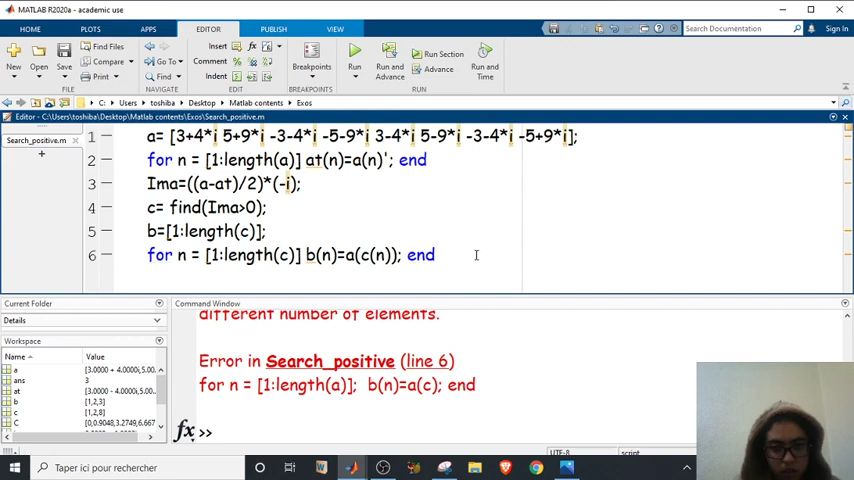 MATLAB R2020a - academic use
HOME PLOTS APPS EDITOR PUBLISH VIEW Search Documentation Sign In
New Open Save Find Files Compare Print Go To Find Insert Comment Indent Breakpoints Run Run and Advance Run Section Advance Run and Time
FILE NAVIGATE EDIT BREAKPOINTS RUN
C: Users toshiba Desktop Matlab contents Exos
Editor - C:\Users\toshiba\Desktop\Matlab contents\Exos\Search_positive.m
Search_positive.m
+
1 a= [3+4*i 5+9*i -3-4*i -5-9*i 3-4*i 5-9*i -3-4*i -5+9*i];
2 for n = [1:length(a)] at(n)=a(n)'; end
3 Ima=((a-at)/2)*(-i);
4 c= find(Ima>0);
5 b=[1:length(c)];
6 for n = [1:length(c)] b(n)=a(c(n)); end
Current Folder
Details
Workspace
Name Value
a [3.0000 + 4.0000i,5.00...
ans 3
at [3.0000 - 4.0000i,5.00...
b [1,2,3]
c [1,2,8]
C [0,0.9048,3.2749,6.667
Command Window
different number of elements.
Error in Search_positive (line 6)
for n = [1:length(a)]; b(n)=a(c); end
fx >>
UTF-8 script
Taper ici pour rechercher